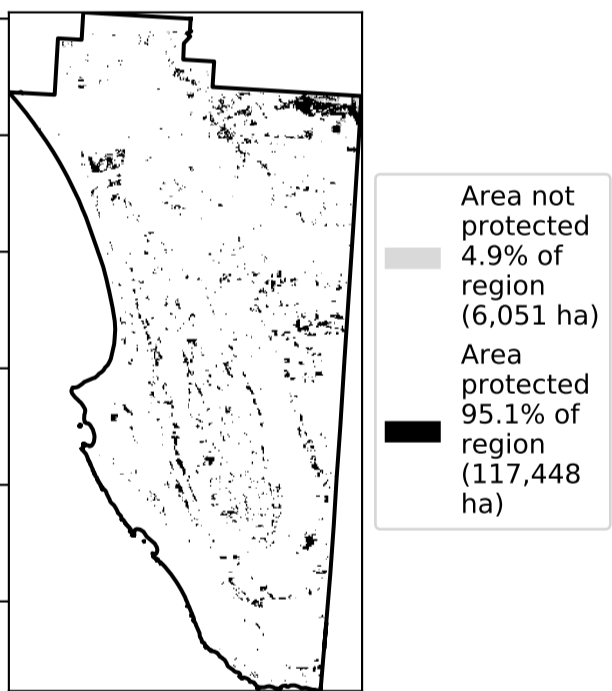 Area not
protected
4.9% of
region
(6,051 ha)
Area
protected
95.1% of
region
(117,448
ha)